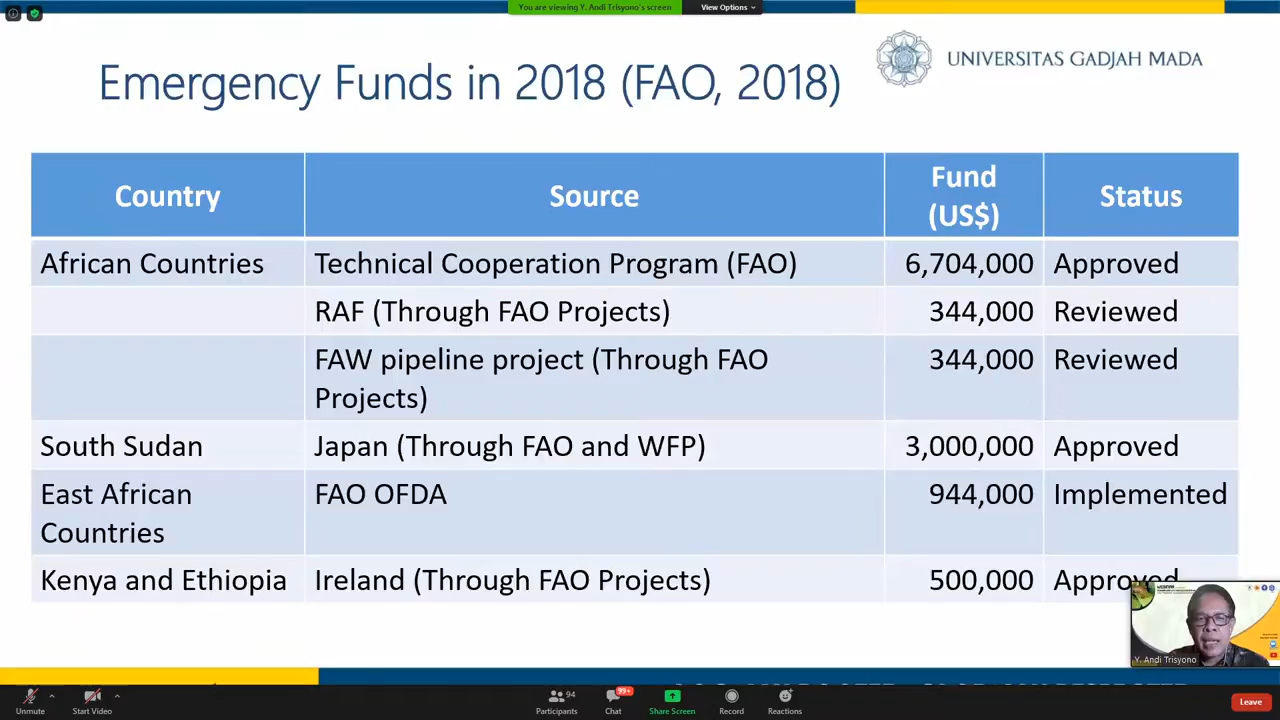 You are viewing Y. Andi Trisyono's screen
View Options
Emergency Funds in 2018 (FAO, 2018)
UNIVERSITAS GADJAH MADA
Country
Source
Fund
(US$)
Status
African Countries
Technical Cooperation Program (FAO)
6,704,000
Approved
RAF (Through FAO Projects)
344,000
Reviewed
FAW pipeline project (Through FAO
Projects)
344,000
Reviewed
South Sudan
Japan (Through FAO and WFP)
3,000,000
Approved
East African
Countries
FAO OFDA
944,000
Implemented
Kenya and Ethiopia
Ireland (Through FAO Projects)
500,000
Approved
Y. Andi Trisyono
Unmute
Start Video
94
Participants
99+
Chat
Share Screen
Record
Reactions
Leave